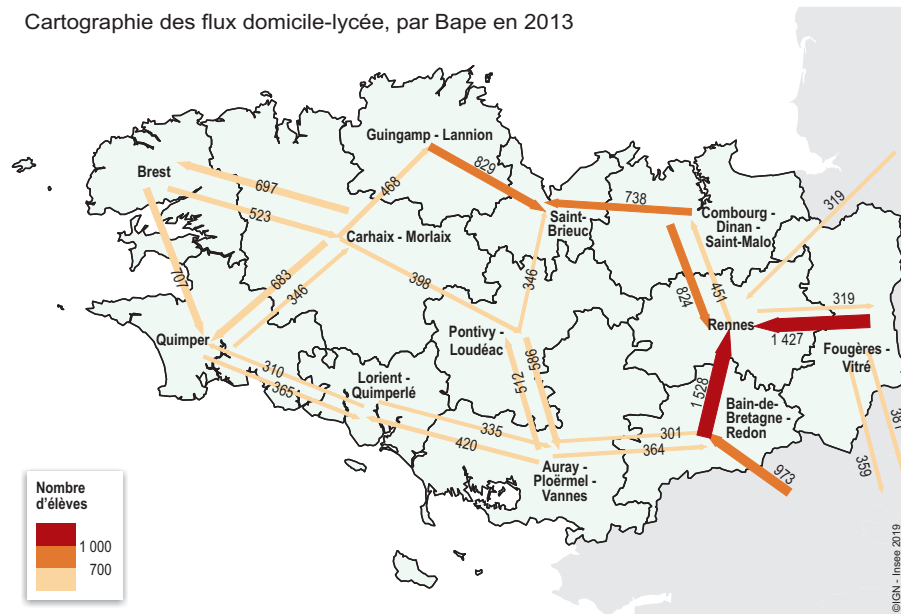 Cartographie des flux domicile-lycée, par Bape en 2013
Guingamp - Lannion
829
Brest
697
468
738
319
523
Saint-
Brieuc
Combourg -
Dinan -
Saint-Malo
Carhaix - Morlaix
707
683
346
398
346
824
451
319
Quimper
Rennes
1 427
Pontivy -
Loudéac
586
512
Fougères -
Vitré
310
365
Lorient -
Quimperlé
1 528
Bain-de-
Bretagne -
Redon
381
335
420
301
364
359
Auray -
Ploërmel -
Vannes
973
Nombre
d'élèves
1 000
700
©IGN - Insee 2019